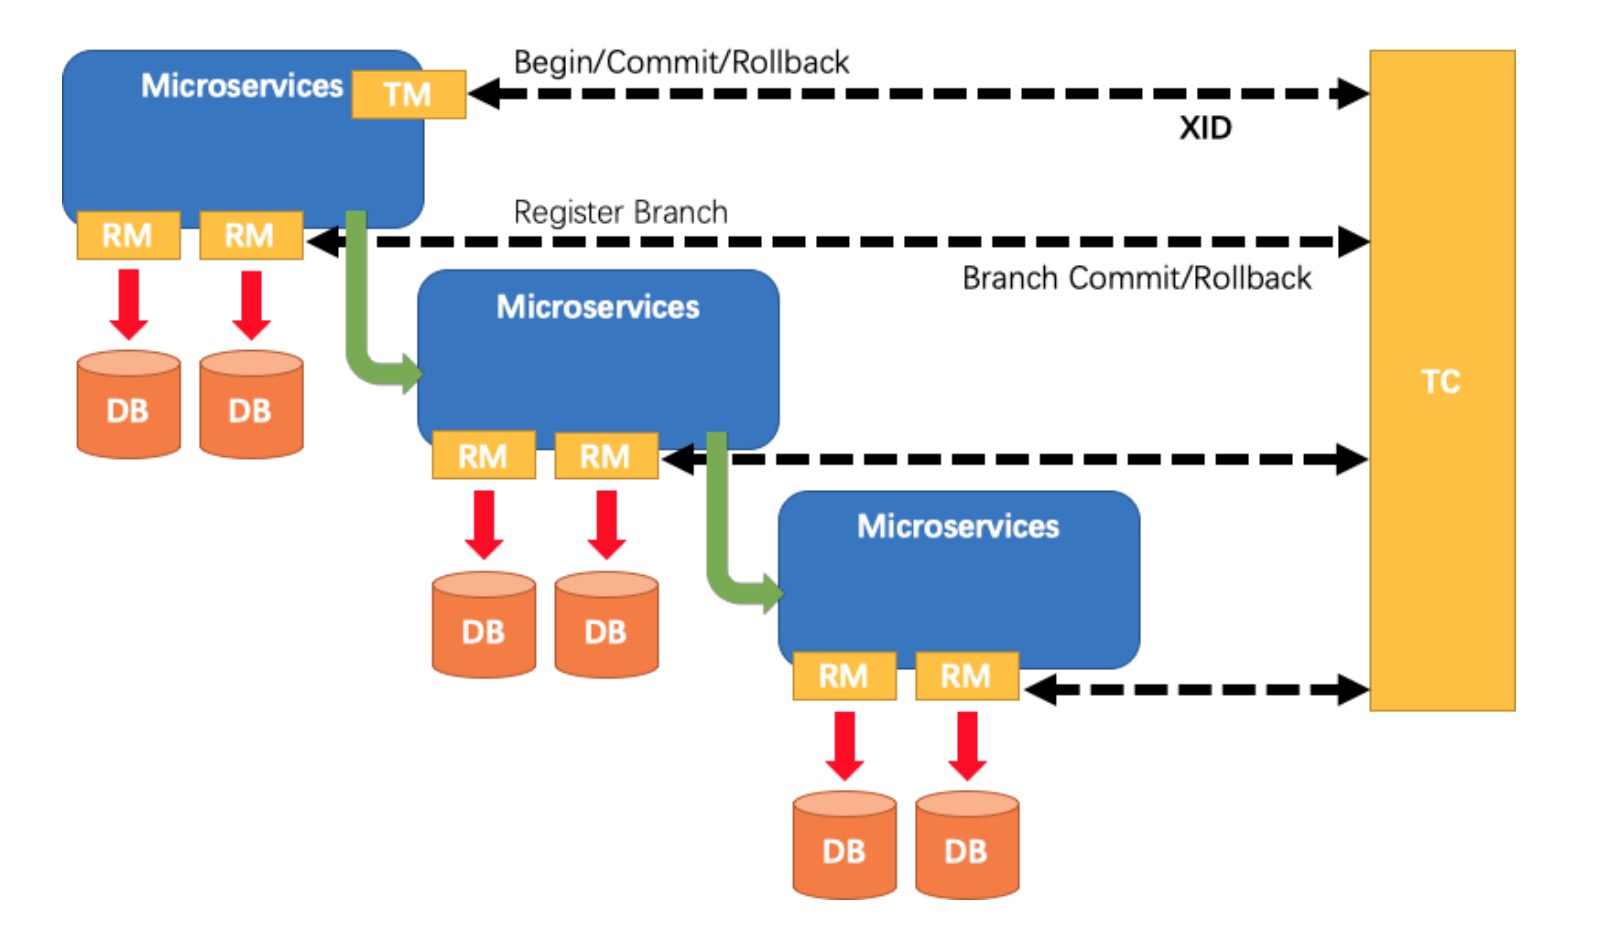 Begin/Commit/Rollback
Microservices
TM
XID
Register Branch
RM
RM
Branch Commit/Rollback
Microservices
TC
DB
DB
RM
RM
Microservices
DB
DB
RM
RM
DB
DB